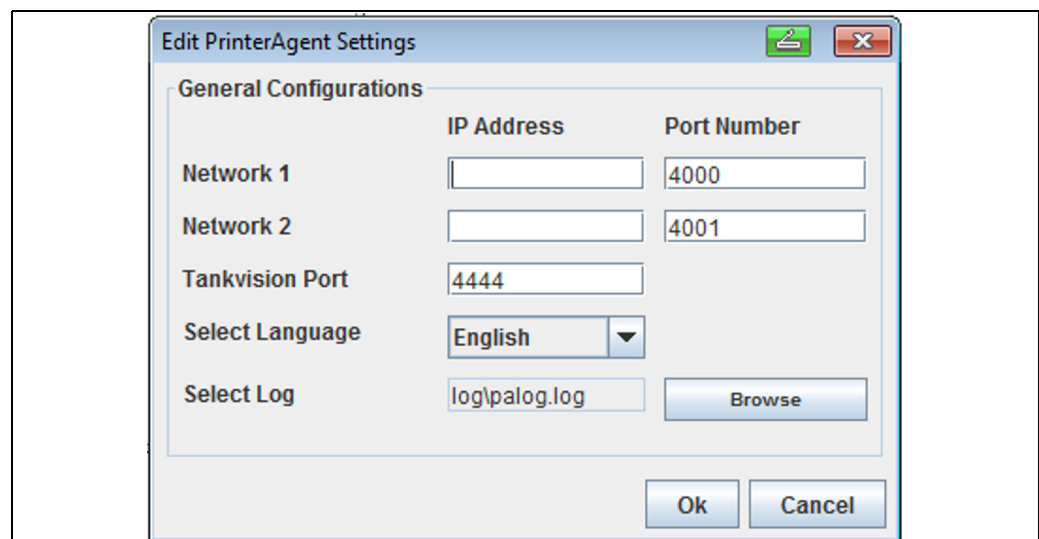 Edit PrinterAgent Settings
General Configurations
IP Address Port Number
Network 1 4000
Network 2 4001
Tankvision Port 4444
Select Language English
Select Log log\palog.log Browse
Ok Cancel